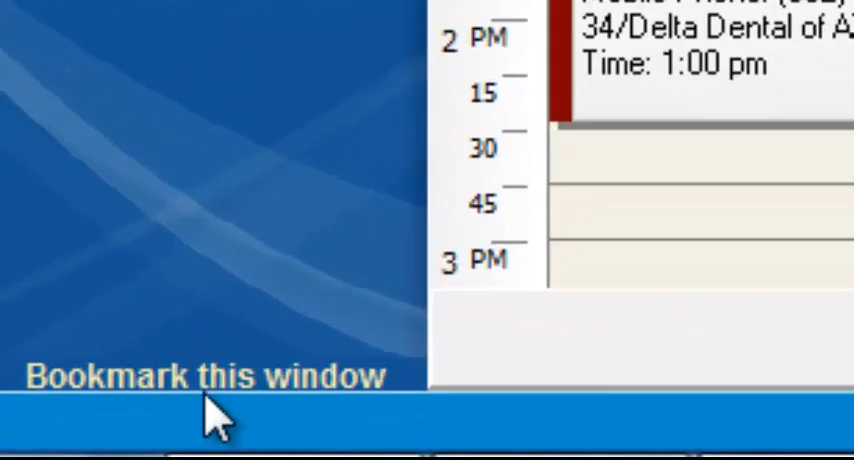 34/Delta Dental of
Time: 1:00 pm
2 PM
15
30
45
3 PM
Bookmark this window